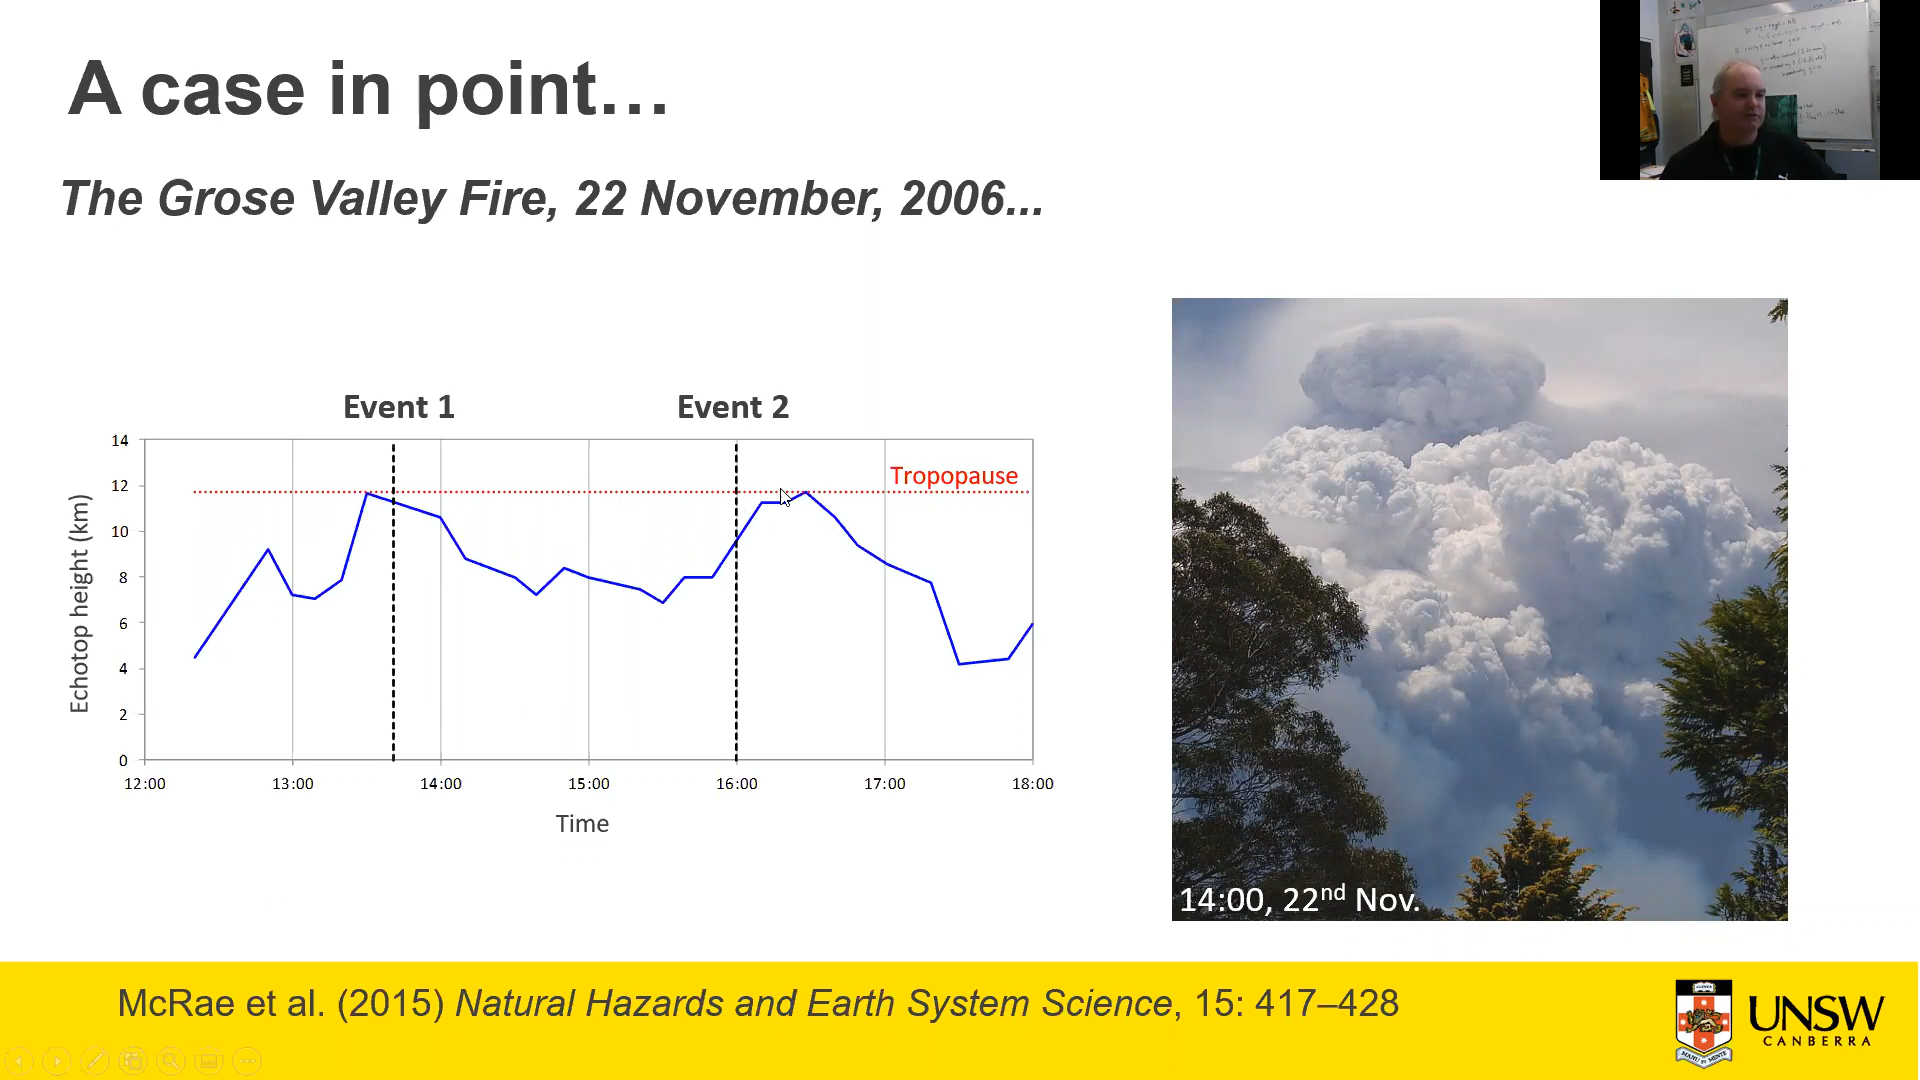 A case in point...
The Grose Valley Fire, 22 November, 2006...
Event 1
Event 2
14
12
10
8
6
4
2
0
Echotop height (km)
Tropopause
12:00
13:00
14:00
15:00
16:00
17:00
18:00
Time
14:00, 22nd Nov.
McRae et al. (2015) Natural Hazards and Earth System Science, 15: 417–428
UNSW
CANBERRA